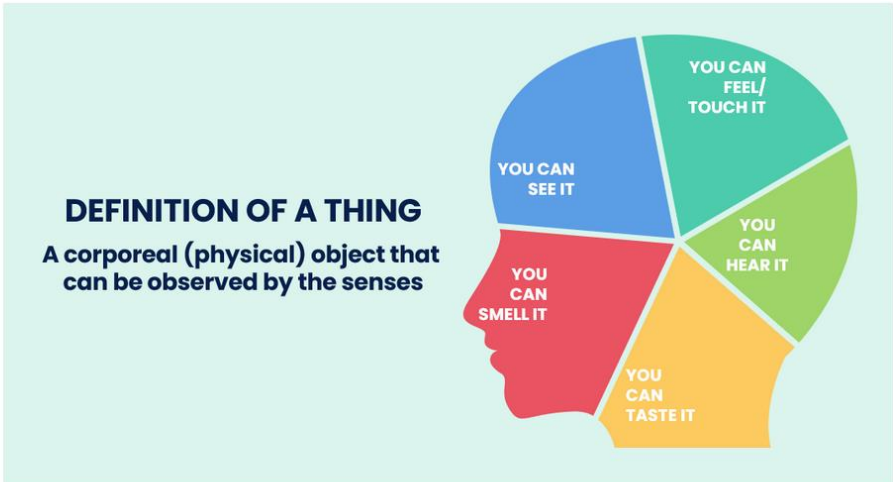 DEFINITION OF A THING
A corporeal (physical) object that
can be observed by the senses
YOU CAN
SEE IT
YOU CAN
FEEL/
TOUCH IT
YOU
CAN
HEAR IT
YOU
CAN
SMELL IT
YOU
CAN
TASTE IT